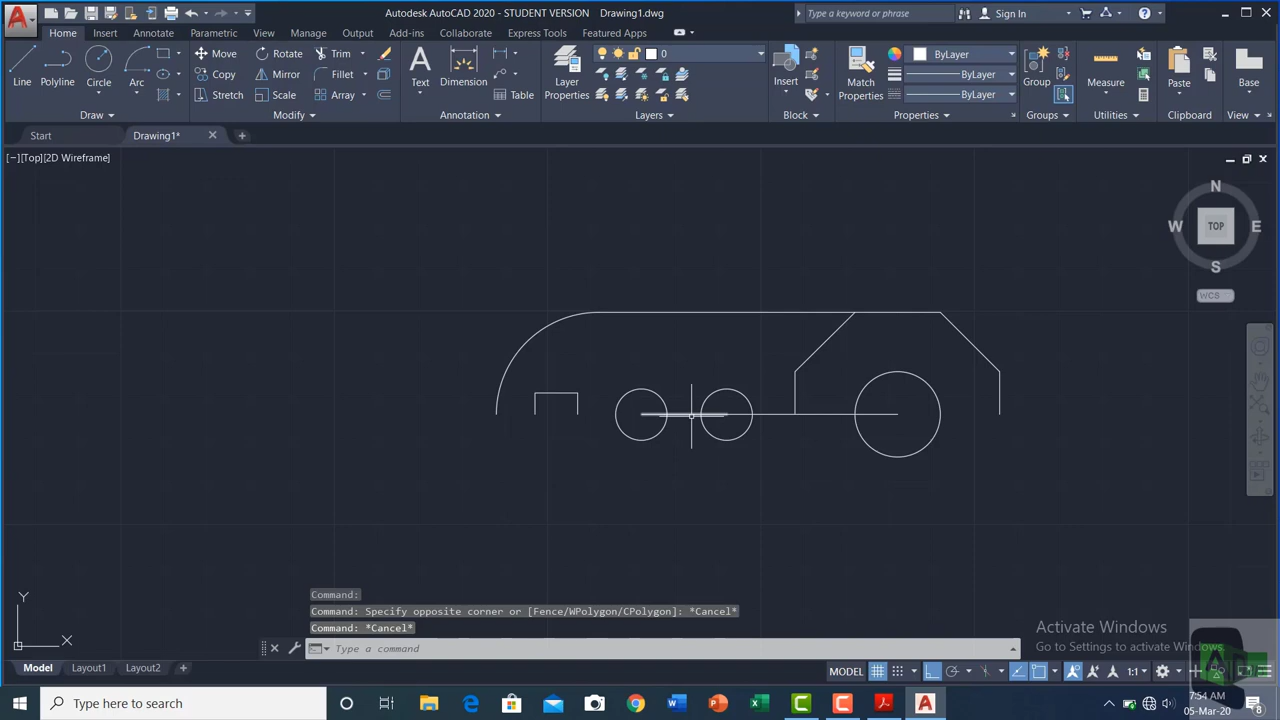 Autodesk AutoCAD 2020 - STUDENT VERSION Drawing1.dwg
Type a keyword or phrase
Sign In
Home Insert Annotate Parametric View Manage Output Add-ins Collaborate Express Tools Featured Apps
Line Polyline Circle Arc
Move Rotate Trim
Copy Mirror Fillet
Stretch Scale Array
Text Dimension Table
Layer Properties
0
Insert
Match Properties
ByLayer
ByLayer
ByLayer
Group
Measure
Paste
Base
Draw Modify Annotation Layers Block Properties Groups Utilities Clipboard View
Start Drawing1*
[−][Top][2D Wireframe]
N
W TOP E
S
WCS
Command:
Command: Specify opposite corner or [Fence/WPolygon/CPolygon]: *Cancel*
Command: *Cancel*
Type a command
Y
X
Activate Windows
Go to Settings to activate Windows.
Model Layout1 Layout2
MODEL
1:1
Type here to search
7:54 AM
05-Mar-20
8